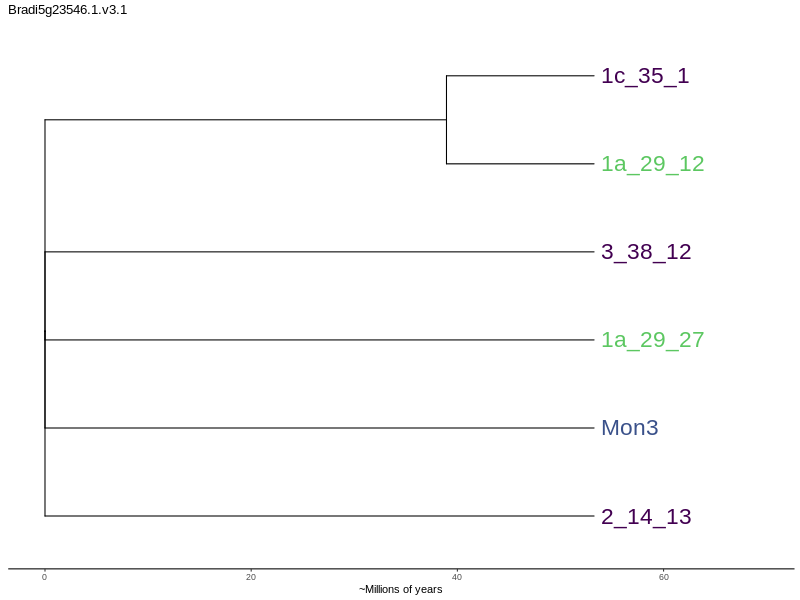 Bradi5g23546.1.v3.1
1c_35_1
1a_29_12
3_38_12
1a_29_27
Mon3
2_14_13
0 20 40 60
~Millions of years